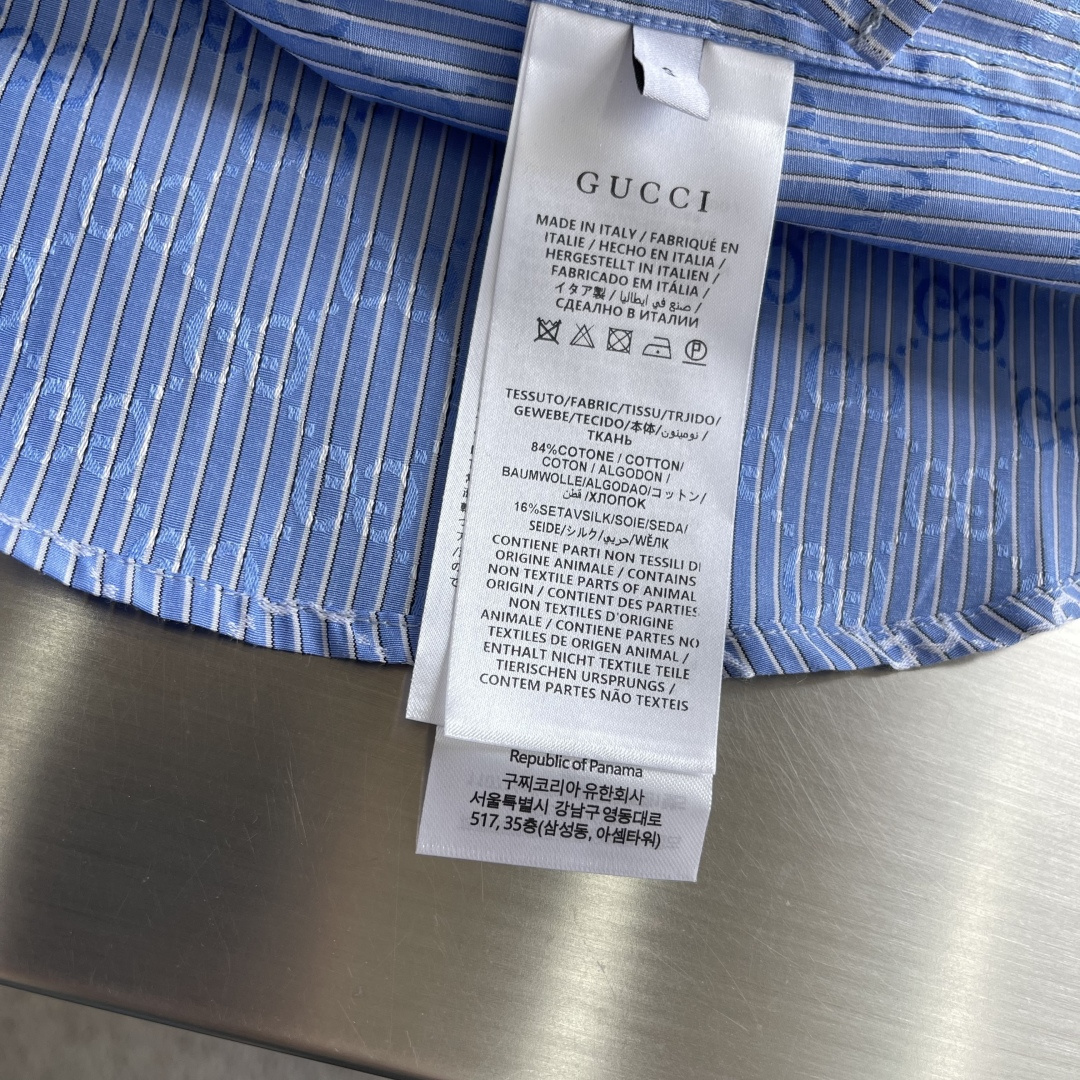 GUCCI
MADE IN ITALY / FABRIQUÉ EN
ITALIE / HECHO EN ITALIA /
HERGESTELLT IN ITALIEN /
FABRICADO EM ITÁLIA /
イタア製 / صنع في ايطاليا /
СДЕАЛНО В ИТАЛИИ
TESSUTO/FABRIC/TISSU/TRJIDO/
GEWEBE/TECIDO/本体/نومينون/
ТКАНЬ
84%COTONE / COTTON/
COTON / ALGODON /
BAUMWOLLE/ALGODAO/コットン/
قطن /ХЛОПОК
16%SETAVSILK/SOIE/SEDA/
SEIDE/シルク/حريبي/WЁЛК
CONTIENE PARTI NON TESSILI DI
ORIGINE ANIMALE / CONTAINS
NON TEXTILE PARTS OF ANIMAL
ORIGIN / CONTIENT DES PARTIES
NON TEXTILES D'ORIGINE
ANIMALE / CONTIENE PARTES NO
TEXTILES DE ORIGEN ANIMAL /
ENTHALT NICHT TEXTILE TEILE
TIERISCHEN URSPRUNGS /
CONTEM PARTES NÃO TEXTEIS
Republic of Panama
구찌코리아 유한회사
서울특별시 강남구 영동대로
517, 35층(삼성동, 아셈타워)